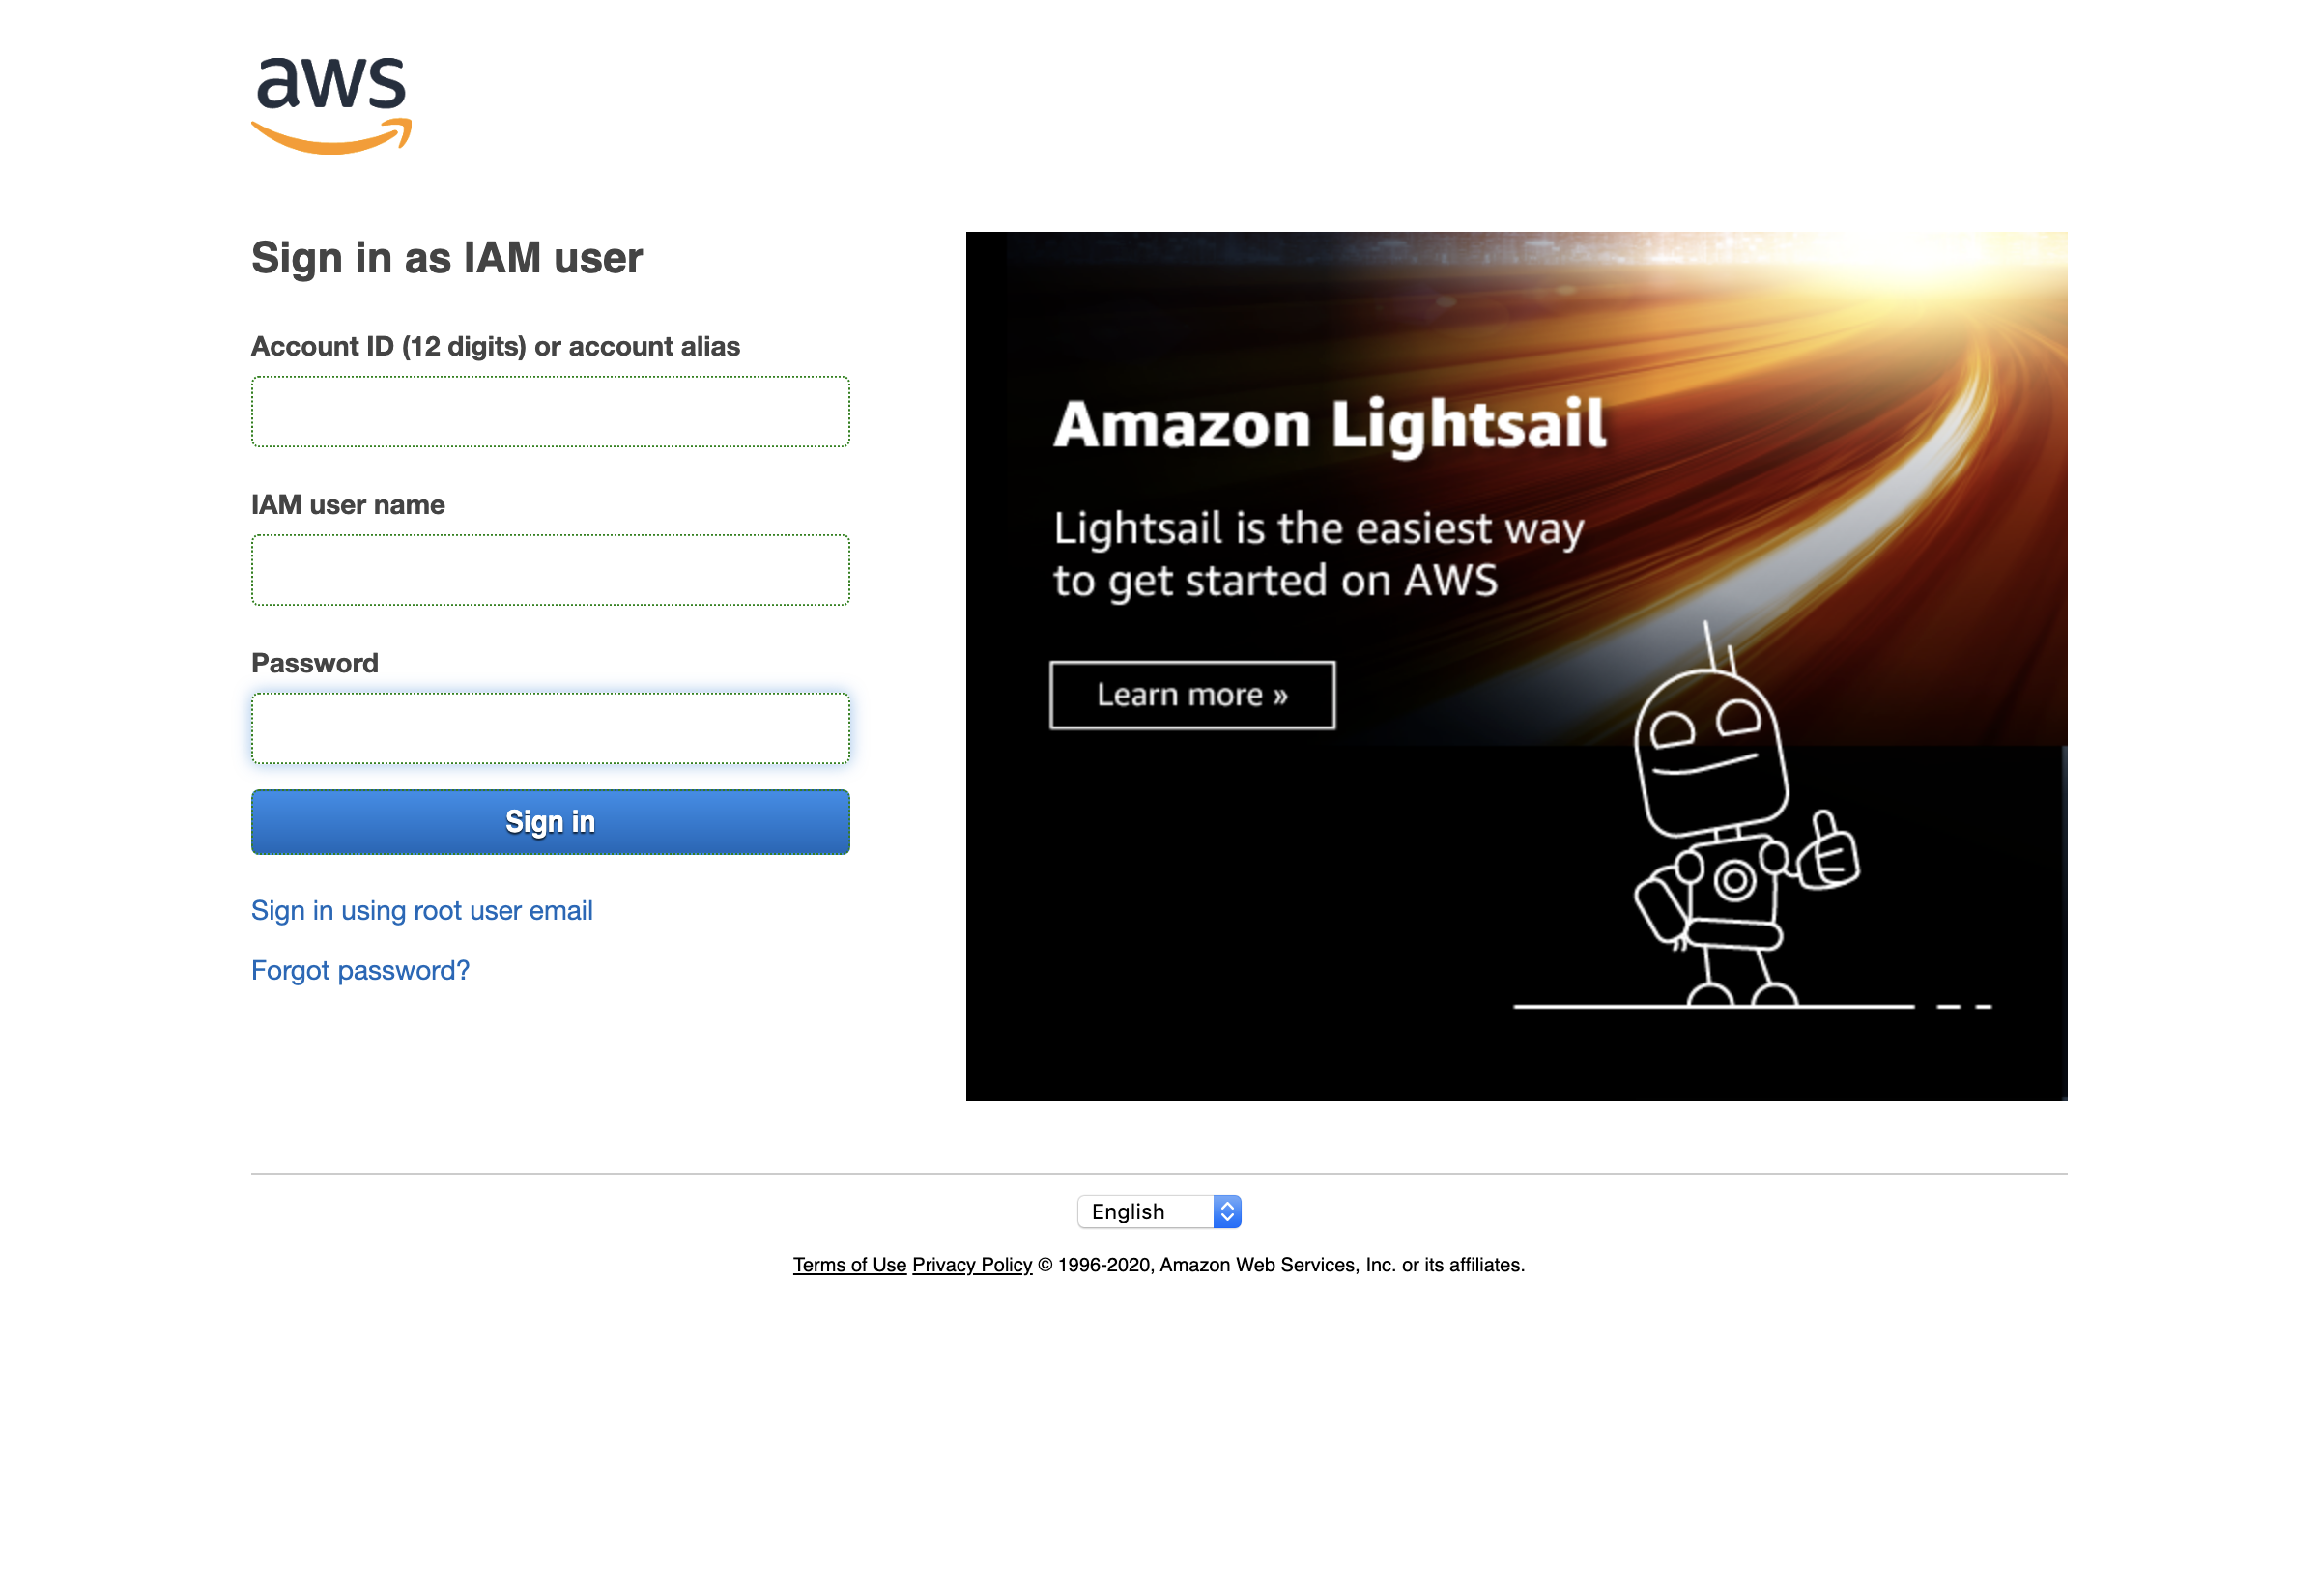 aws
Sign in as IAM user
Account ID (12 digits) or account alias
IAM user name
Password
Sign in
Sign in using root user email
Forgot password?
Amazon Lightsail
Lightsail is the easiest way
to get started on AWS
Learn more »
English
Terms of Use Privacy Policy © 1996-2020, Amazon Web Services, Inc. or its affiliates.